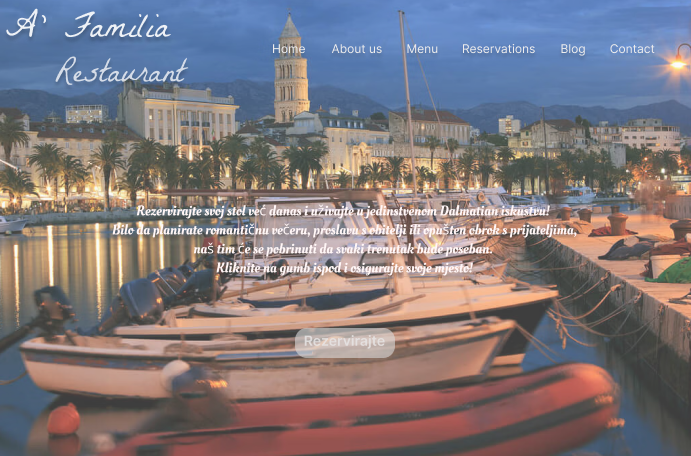 A' Familia
Restaurant
Home About us Menu Reservations Blog Contact
Rezervirajte svoj stol već danas i uživajte u jedinstvenom Dalmatian iskustvu!
Bilo da planirate romantičnu večeru, proslavu s obitelji ili opušten obrok s prijateljima,
naš tim će se pobrinuti da svaki trenutak bude poseban.
Kliknite na gumb ispod i osigurajte svoje mjesto!
Rezervirajte